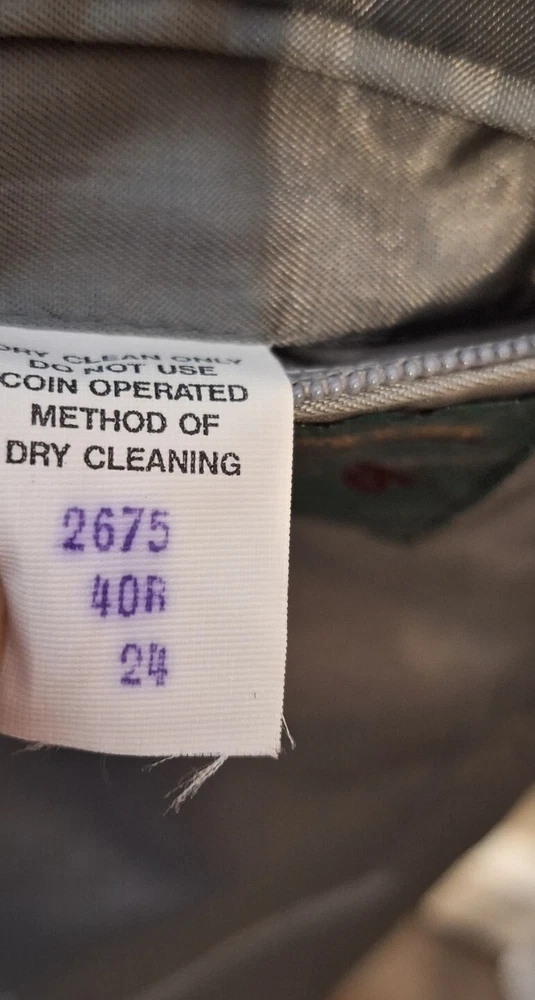 DRY CLEAN ONLY
DO NOT USE
COIN OPERATED
METHOD OF
DRY CLEANING
2675
40R
24